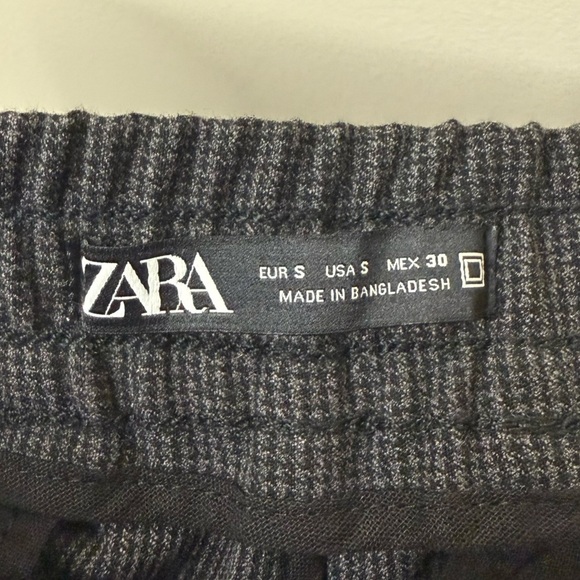 ZARA
EUR S USA S MEX 30
MADE IN BANGLADESH